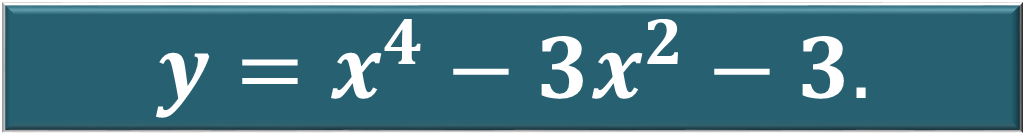 y = x⁴ − 3x² − 3.